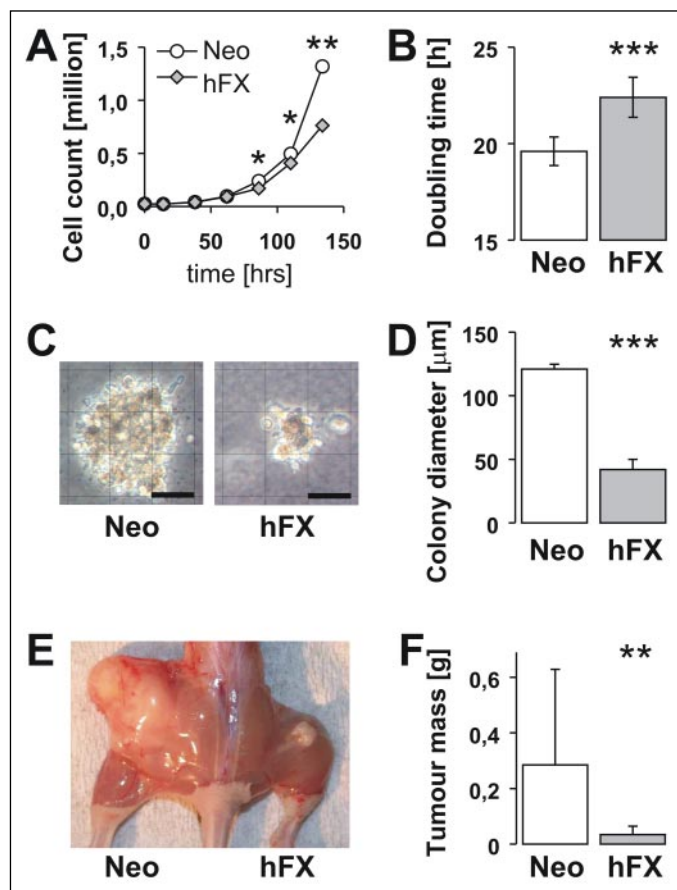 A
Cell count [million]
1,5
1,0
0,5
0,0
Neo
hFX
*
*
**
0
50
100
150
time [hrs]
B
Doubling time [h]
25
20
15
***
Neo
hFX
C
Neo
hFX
D
Colony diameter [µm]
150
100
50
0
***
Neo
hFX
E
Neo
hFX
F
Tumour mass [g]
0,6
0,4
0,2
0
**
Neo
hFX